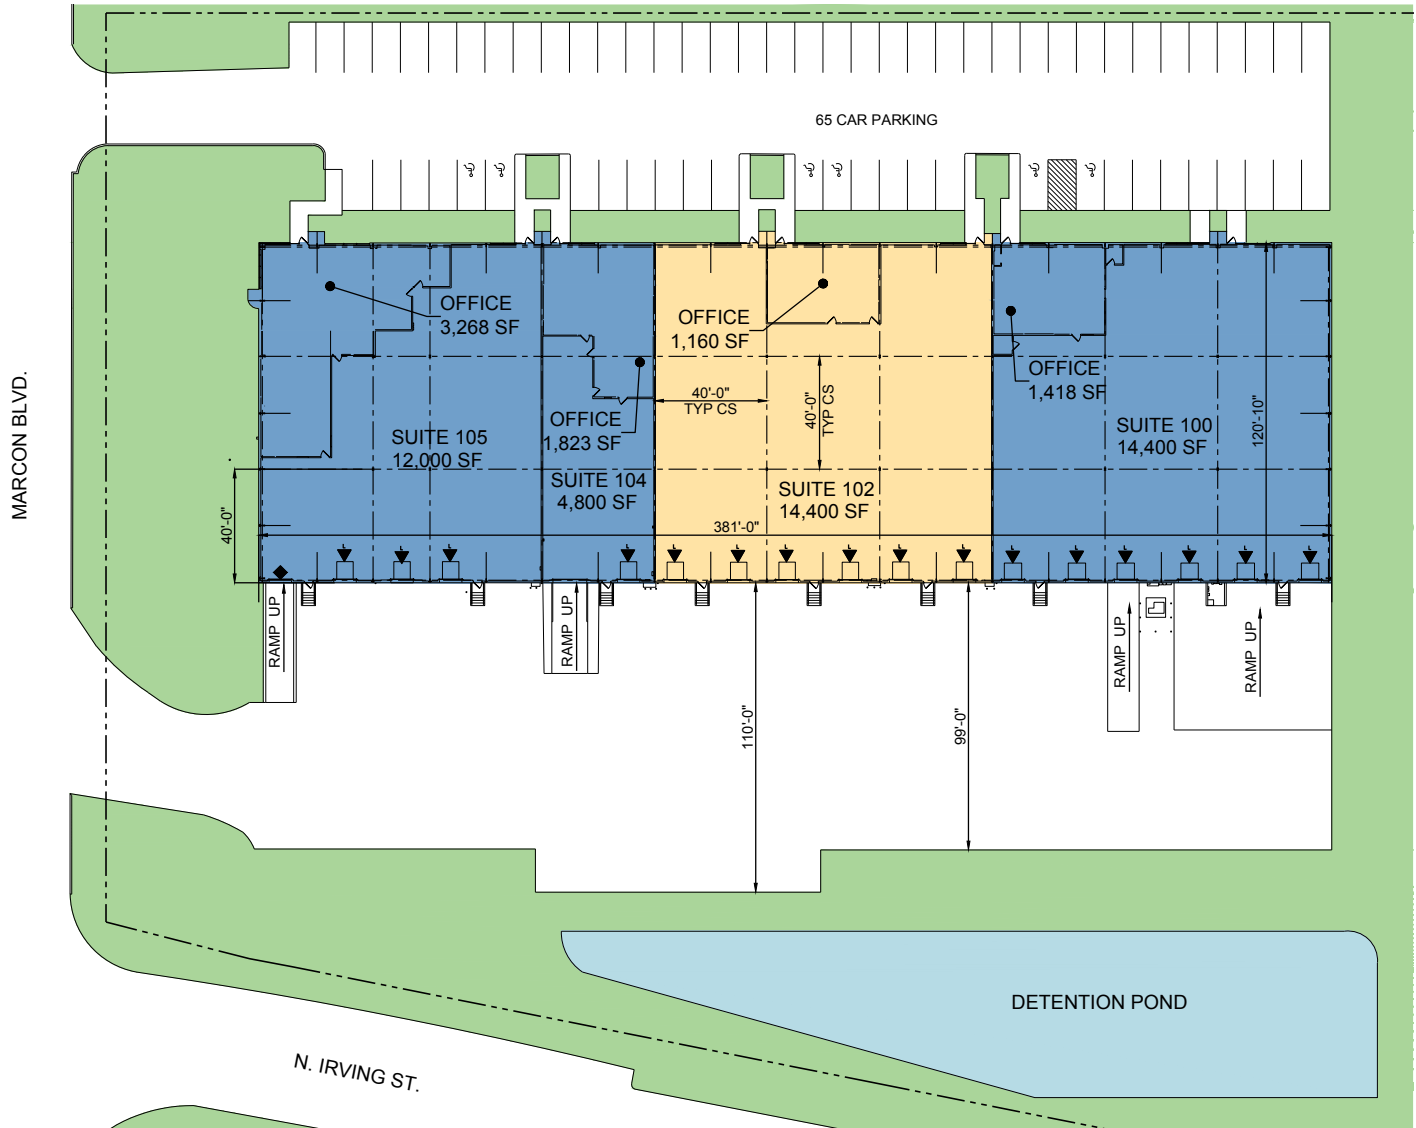 65 CAR PARKING
MARCON BLVD.
OFFICE
3,268 SF
OFFICE
1,160 SF
OFFICE
1,418 SF
40'-0"
TYP CS
40'-0"
TYP CS
OFFICE
1,823 SF
SUITE 105
12,000 SF
SUITE 104
4,800 SF
SUITE 102
14,400 SF
SUITE 100
14,400 SF
120'-10"
40'-0"
381'-0"
RAMP UP
RAMP UP
RAMP UP
RAMP UP
110'-0"
99'-0"
DETENTION POND
N. IRVING ST.